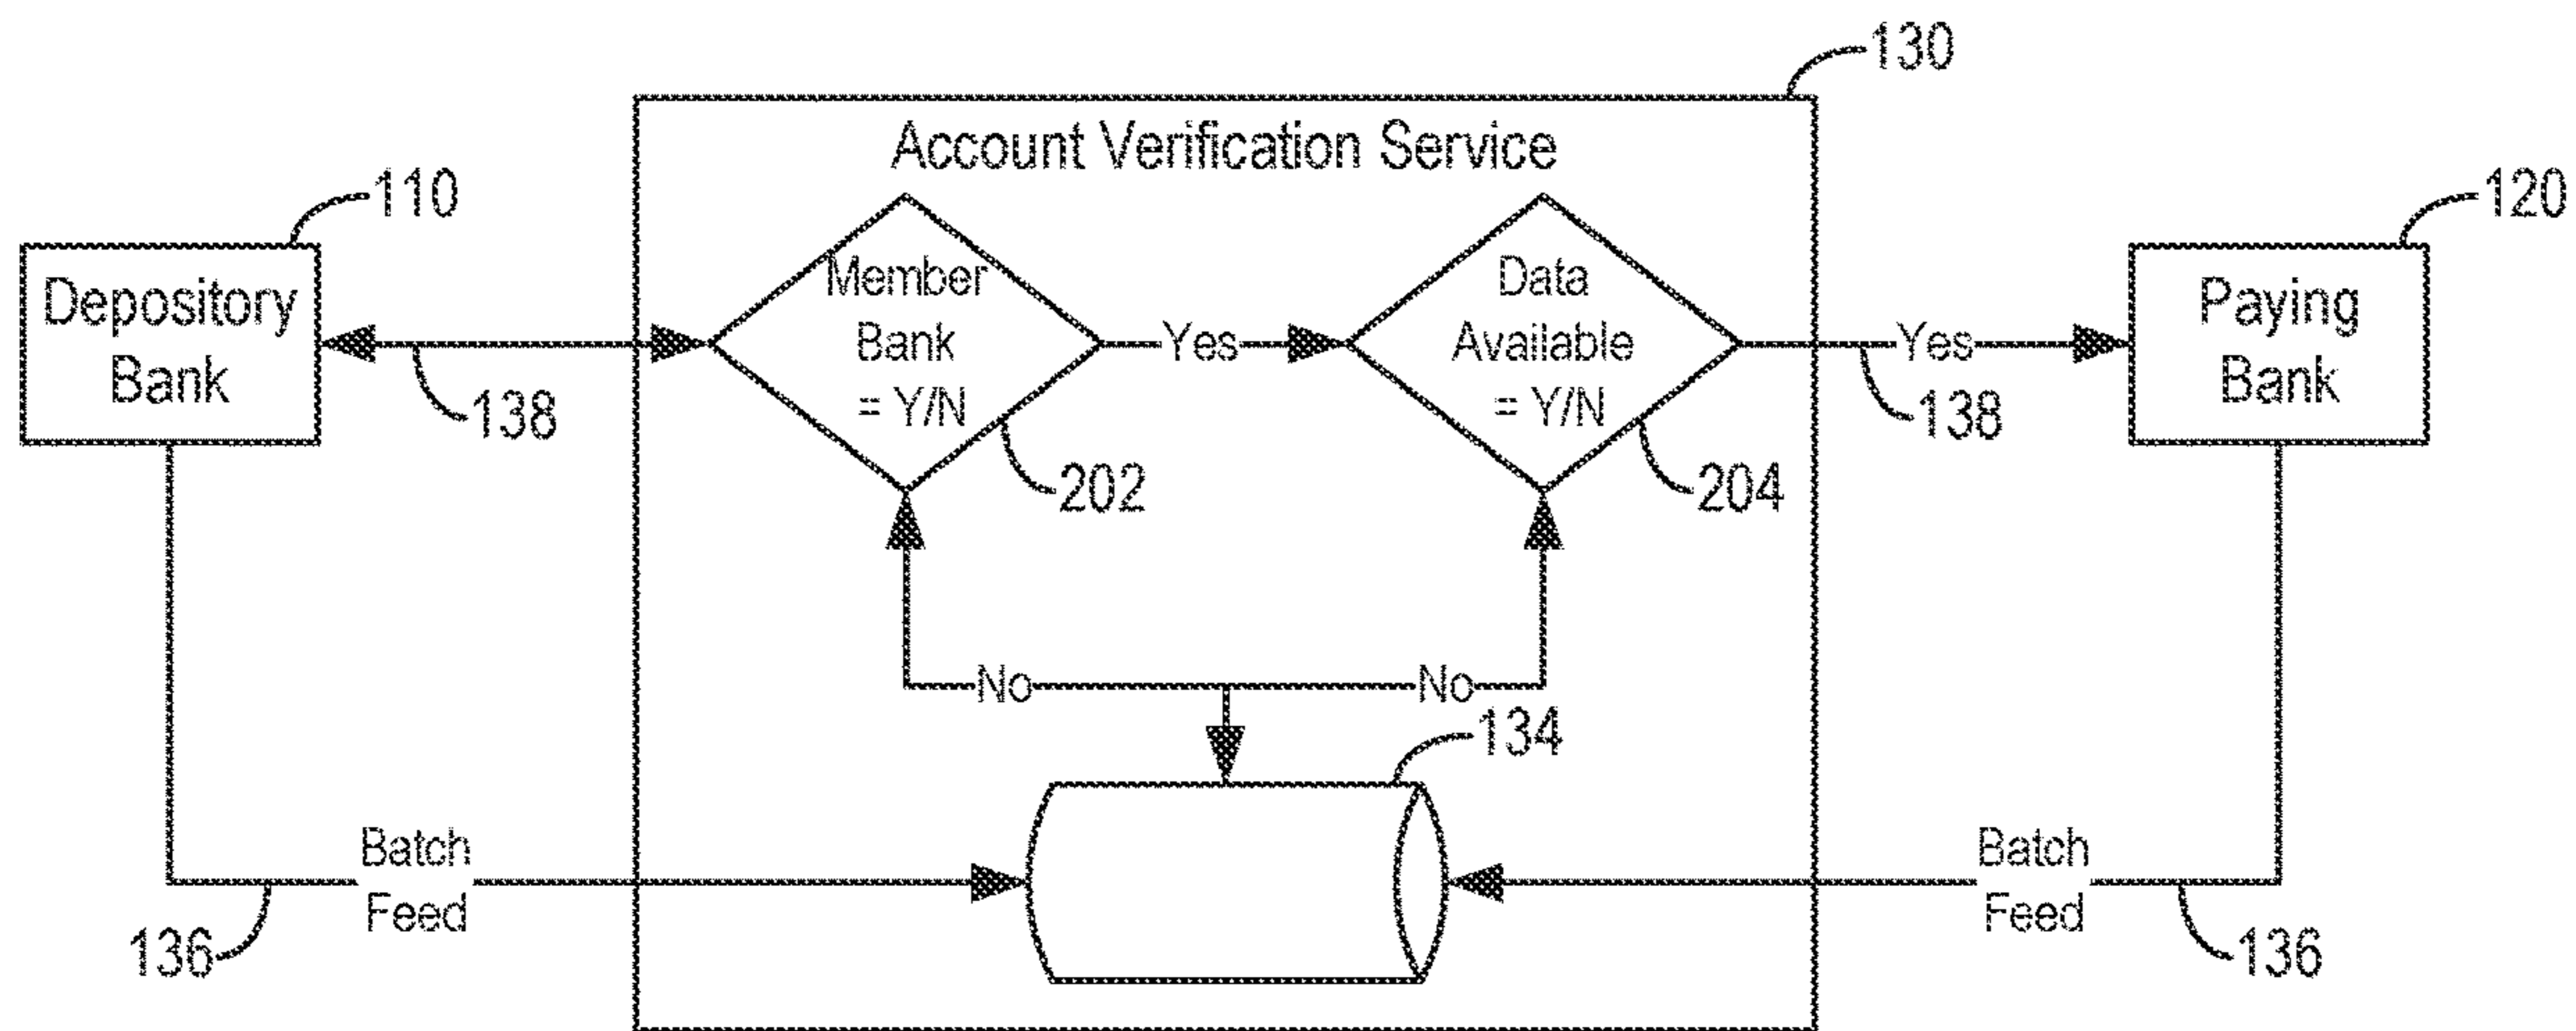 130
Account Verification Service
110
120
Depository
Bank
Member
Bank
= Y/N
Yes
Data
Available
= Y/N
Yes
Paying
Bank
138
138
202
204
No
No
134
Batch
Feed
Batch
Feed
136
136